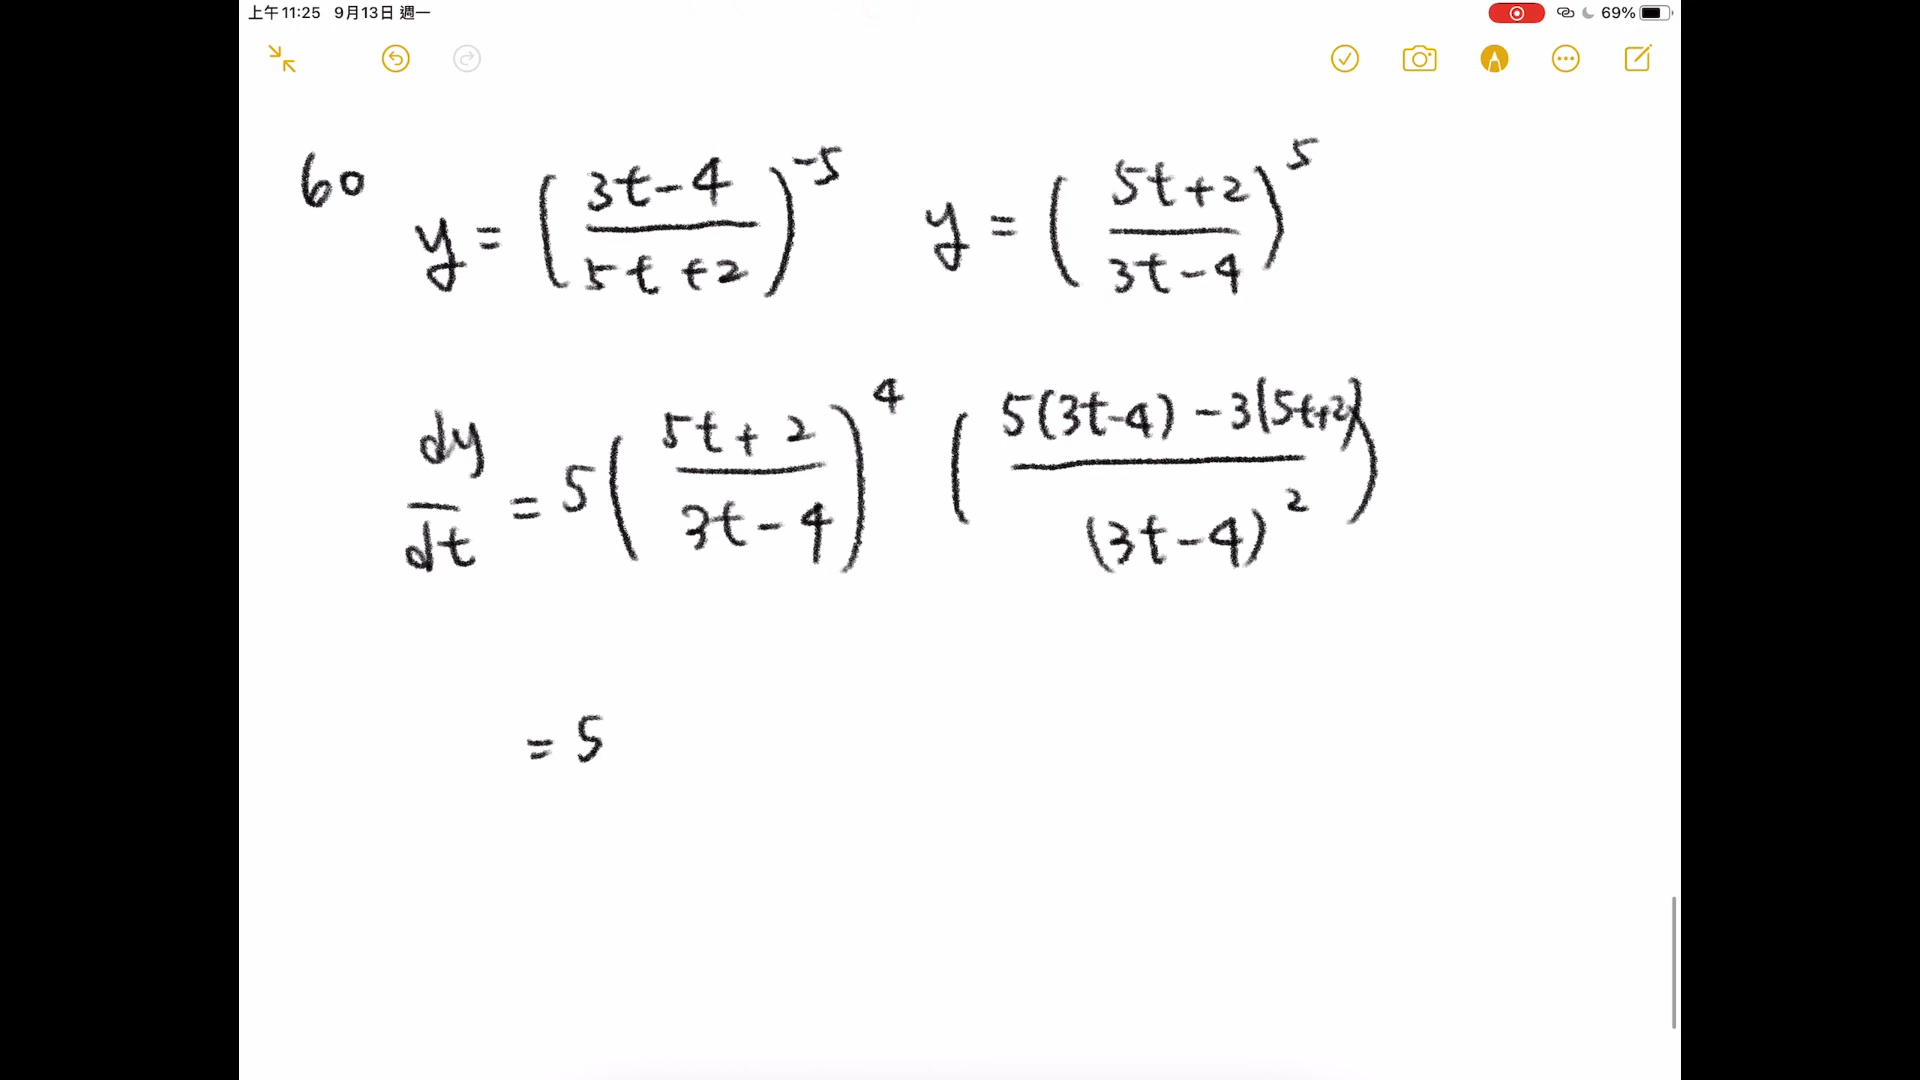 上午11:25 9月13日 週一 69%
60 y = ( (3t-4) / (5t+2) )^-5 y = ( (5t+2) / (3t-4) )^5
dy/dt = 5 ( (5t+2) / (3t-4) )^4 ( (5(3t-4) - 3(5t+2)) / (3t-4)^2 )
= 5